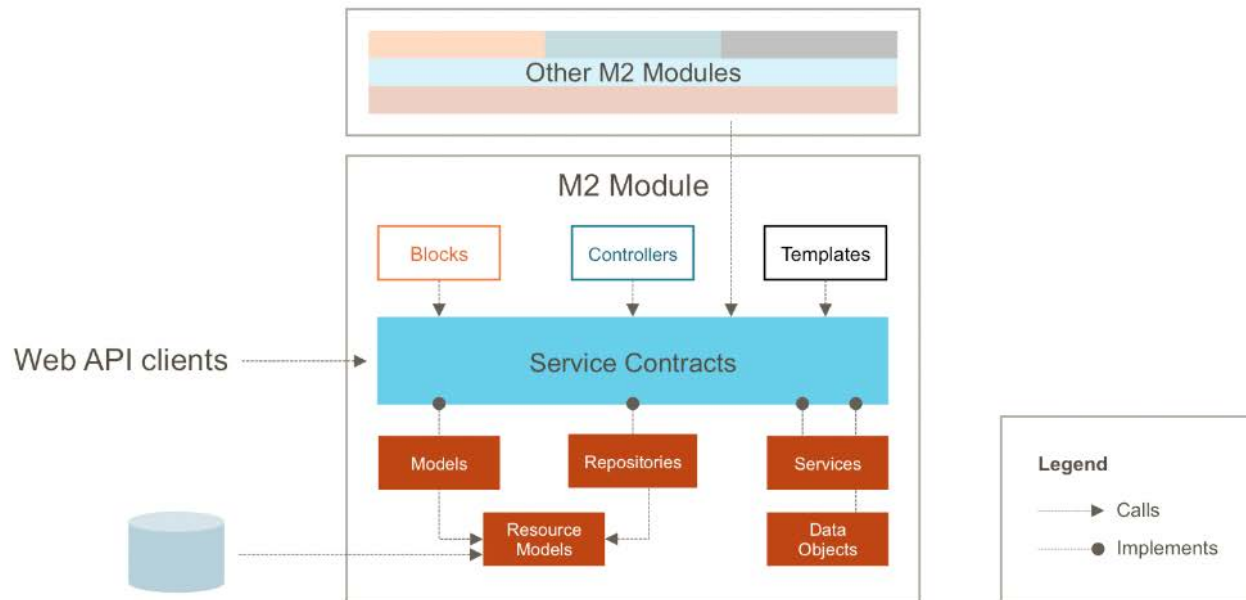 Other M2 Modules
M2 Module
Blocks
Controllers
Templates
Web API clients
Service Contracts
Models
Repositories
Services
Resource
Models
Data
Objects
Legend
Calls
Implements